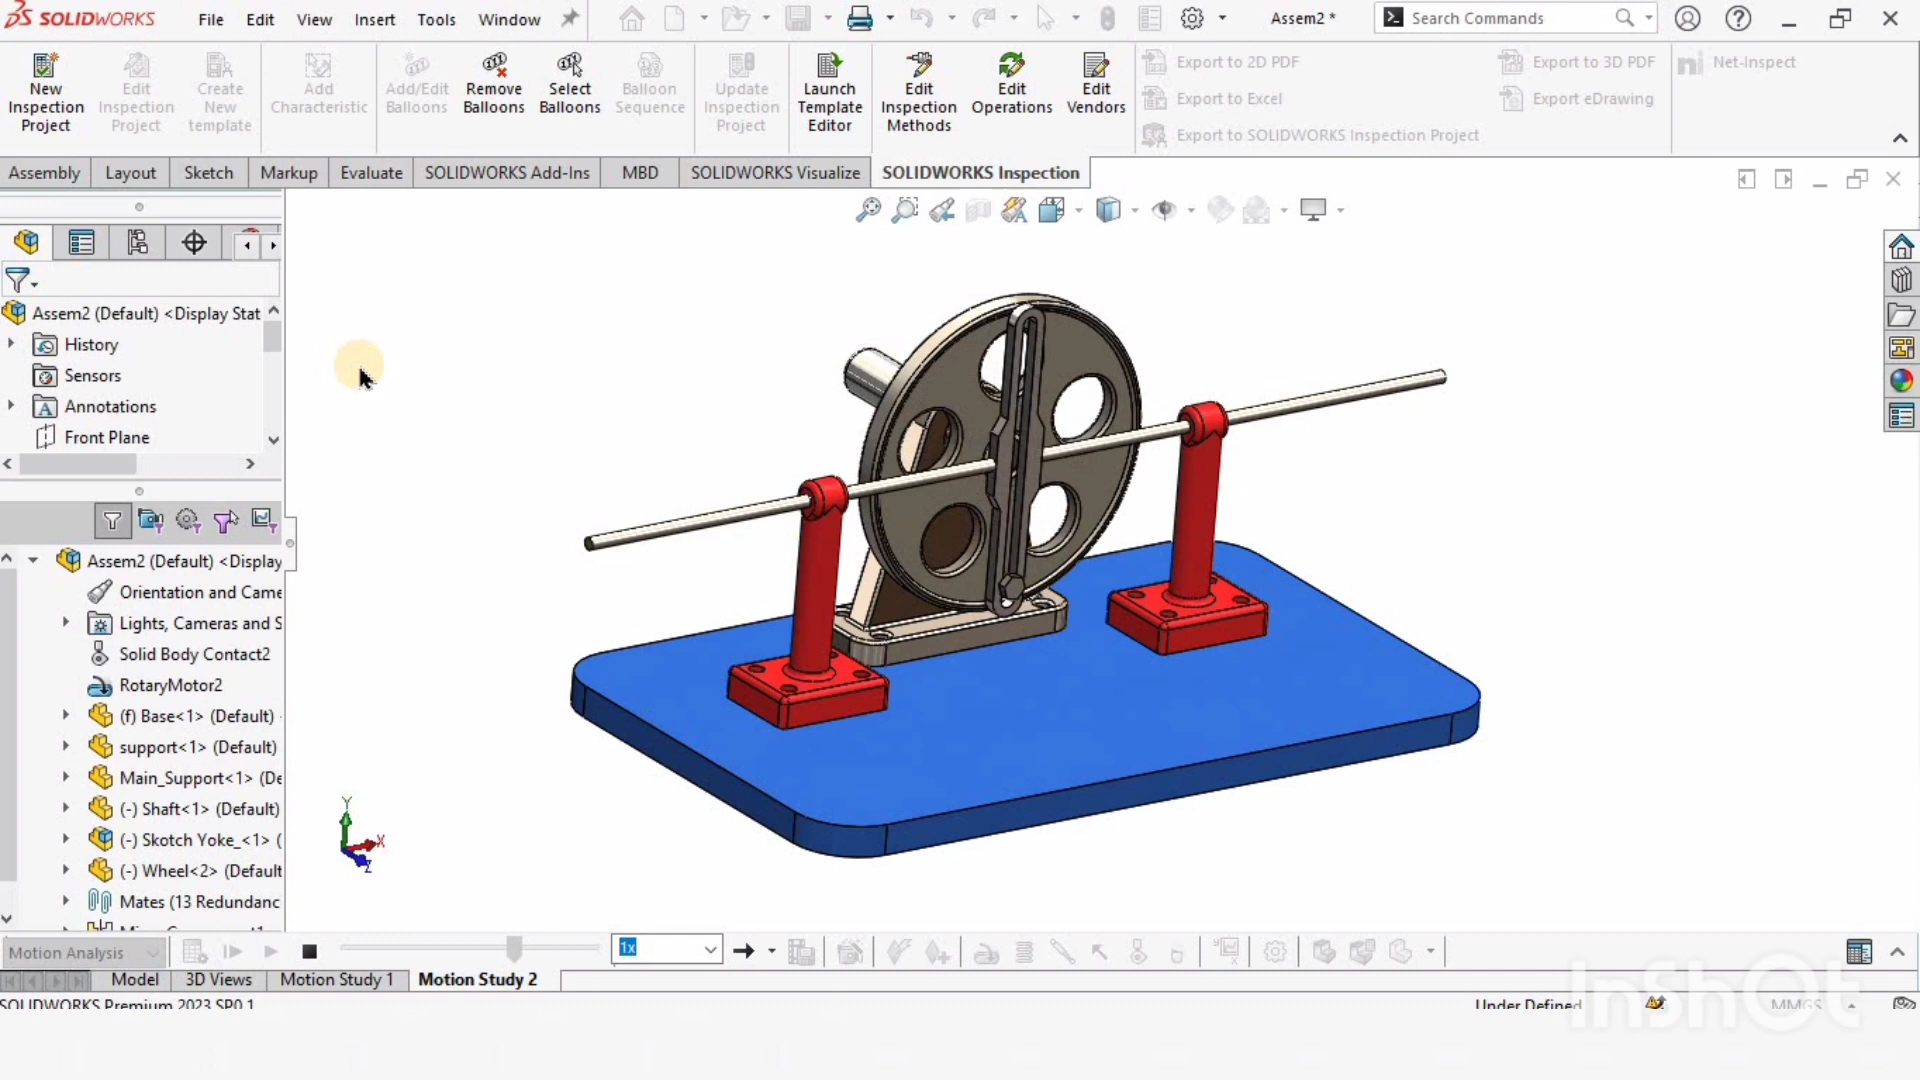 SOLIDWORKS File Edit View Insert Tools Window Assem2 * Search Commands
New Inspection Project
Edit Inspection Project
Create New template
Add Characteristic
Add/Edit Balloons
Remove Balloons
Select Balloons
Balloon Sequence
Update Inspection Project
Launch Template Editor
Edit Inspection Methods
Edit Operations
Edit Vendors
Export to 2D PDF
Export to Excel
Export to SOLIDWORKS Inspection Project
Export to 3D PDF
Export eDrawing
Net-Inspect
Assembly Layout Sketch Markup Evaluate SOLIDWORKS Add-Ins MBD SOLIDWORKS Visualize SOLIDWORKS Inspection
Assem2 (Default) <Display Stat
History
Sensors
Annotations
Front Plane
Assem2 (Default) <Display
Orientation and Came
Lights, Cameras and S
Solid Body Contact2
RotaryMotor2
(f) Base<1> (Default)
support<1> (Default)
Main_Support<1> (De
(-) Shaft<1> (Default)
(-) Skotch Yoke_<1> (
(-) Wheel<2> (Default
Mates (13 Redundanc
Y
X
Z
Motion Analysis 1x
Model 3D Views Motion Study 1 Motion Study 2
SOLIDWORKS Premium 2023 SP0.1 Under Defined MMGS
InShOt